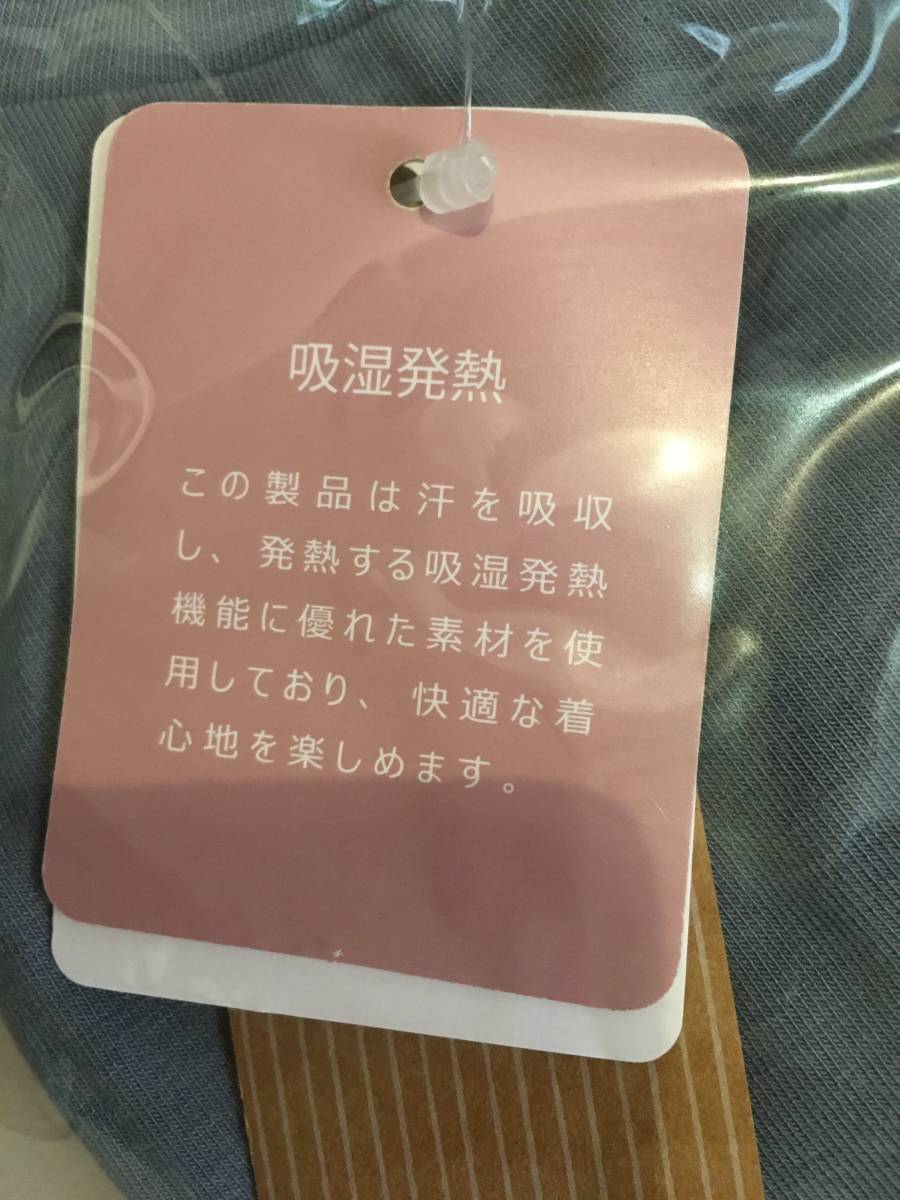 吸湿発熱
この製品は汗を吸収
し、発熱する吸湿発熱
機能に優れた素材を使
用しており、快適な着
心地を楽しめます。